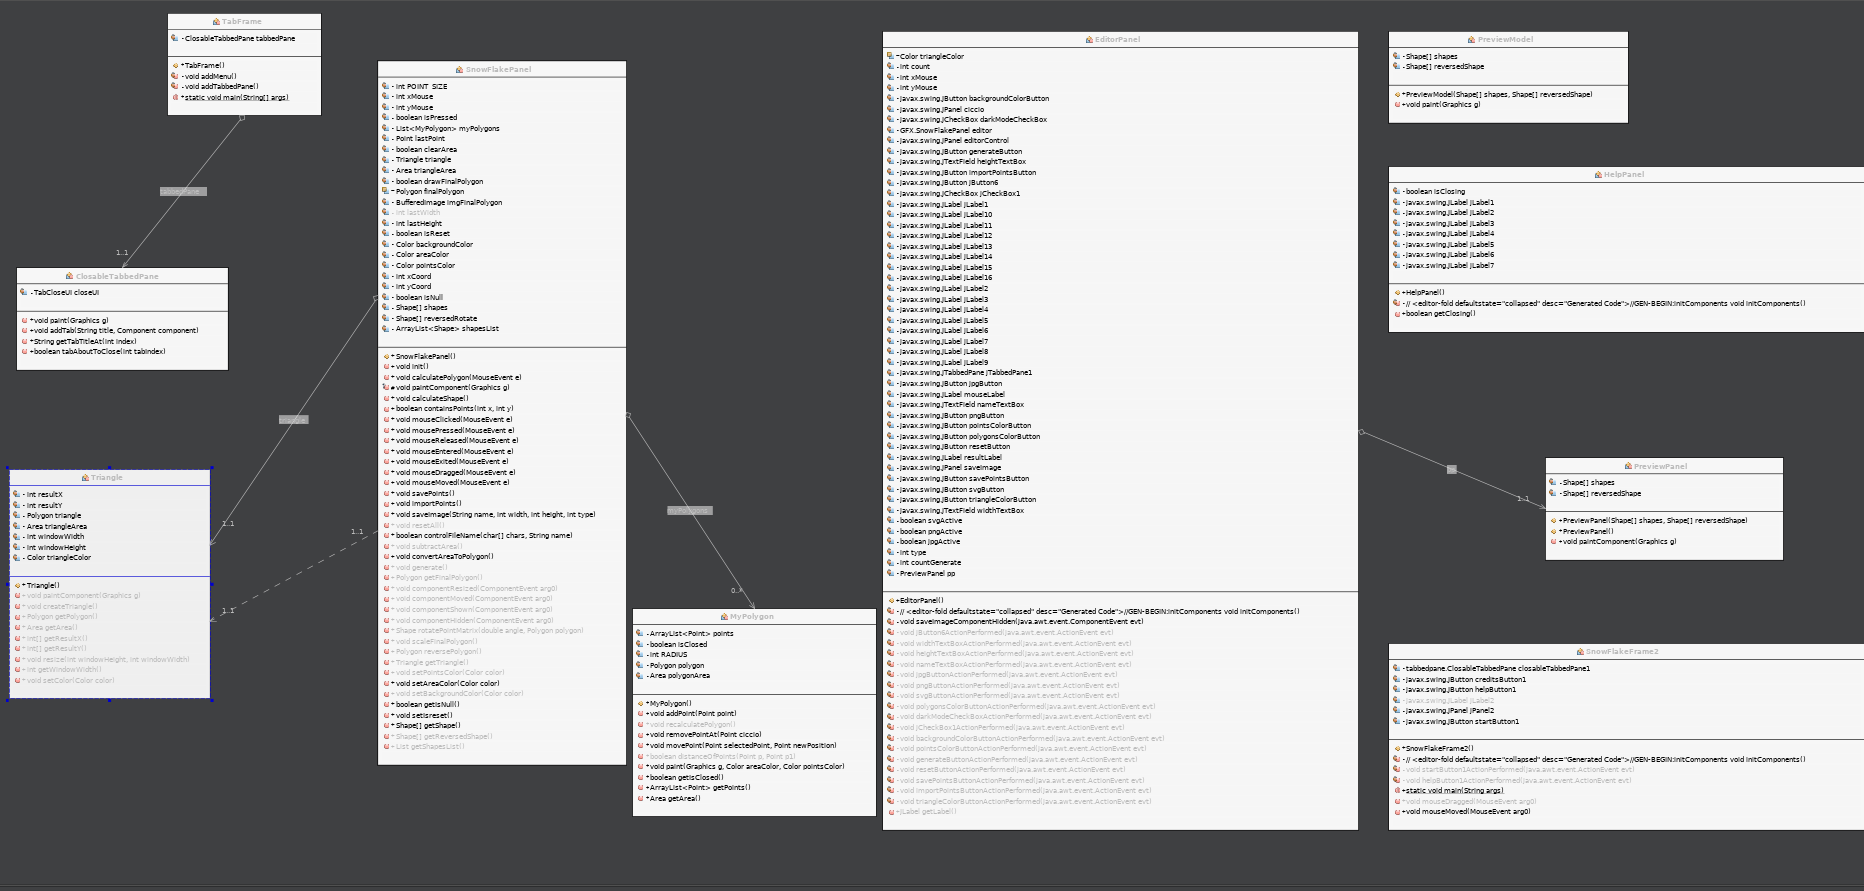 TabFrame
- ClosableTabbedPane tabbedPane
+TabFrame()
-void addMenu()
-void addTabbedPane()
+static void main(String[] args)
tabbedPane
1..1
ClosableTabbedPane
-TabCloseUI closeUI
+void paint(Graphics g)
+void addTab(String title, Component component)
+String getTabTitleAt(int index)
+boolean tabAboutToClose(int tabIndex)
triangle
1..1
Triangle
- int resultX
- int resultY
- Polygon triangle
- Area triangleArea
- int windowWidth
- int windowHeight
- Color triangleColor
+ Triangle()
+ void paintComponent(Graphics g)
+ void createTriangle()
+ Polygon getPolygon()
+ Area getArea()
+ int[] getResultX()
+ int[] getResultY()
+ void resize(int windowHeight, int windowWidth)
+ int getWindowWidth()
+ void setColor(Color color)
1..1
1..1
SnowFlakePanel
- int POINT_SIZE
- int xMouse
- int yMouse
- boolean isPressed
- List<MyPolygon> myPolygons
- Point lastPoint
- boolean clearArea
- Triangle triangle
- Area triangleArea
- boolean drawFinalPolygon
~ Polygon finalPolygon
- BufferedImage imgFinalPolygon
- int lastWidth
- int lastHeight
- boolean isReset
- Color backgroundColor
- Color areaColor
- Color pointsColor
- int xCoord
- int yCoord
- boolean isNull
- Shape[] shapes
- Shape[] reversedRotate
- ArrayList<Shape> shapesList
+ SnowFlakePanel()
+ void init()
+ void calculatePolygon(MouseEvent e)
# void paintComponent(Graphics g)
+ void calculateShape()
+ boolean containsPoints(int x, int y)
+ void mouseClicked(MouseEvent e)
+ void mousePressed(MouseEvent e)
+ void mouseReleased(MouseEvent e)
+ void mouseEntered(MouseEvent e)
+ void mouseExited(MouseEvent e)
+ void mouseDragged(MouseEvent e)
+ void mouseMoved(MouseEvent e)
+ void savePoints()
+ void importPoints()
+ void saveImage(String name, int width, int height, int type)
+ void resetAll()
+ boolean controlFileName(char[] chars, String name)
+ void subtractArea()
+ void convertAreaToPolygon()
+ void generate()
+ Polygon getFinalPolygon()
+ void componentResized(ComponentEvent arg0)
+ void componentMoved(ComponentEvent arg0)
+ void componentShown(ComponentEvent arg0)
+ void componentHidden(ComponentEvent arg0)
+ Shape rotatePointMatrix(double angle, Polygon polygon)
+ void scaleFinalPolygon()
+ Polygon reversePolygon()
+ Triangle getTriangle()
+ void setPointsColor(Color color)
+ void setAreaColor(Color color)
+ void setBackgroundColor(Color color)
+ boolean getIsNull()
+ void setIsreset()
+ Shape[] getShape()
+ Shape[] getReversedShape()
+ List getShapesList()
myPolygons
0..*
MyPolygon
-ArrayList<Point> points
-boolean isClosed
-int RADIUS
-Polygon polygon
-Area polygonArea
+MyPolygon()
+void addPoint(Point point)
+void recalculatePolygon()
+void removePointAt(Point ciccio)
+void movePoint(Point selectedPoint, Point newPosition)
+boolean distanceOfPoints(Point p, Point p1)
+void paint(Graphics g, Color areaColor, Color pointsColor)
+boolean getIsClosed()
+ArrayList<Point> getPoints()
+Area getArea()
EditorPanel
~Color triangleColor
-int count
-int xMouse
-int yMouse
-javax.swing.JButton backgroundColorButton
-javax.swing.JPanel ciccio
-javax.swing.JCheckBox darkModeCheckBox
-GFX.SnowFlakePanel editor
-javax.swing.JPanel editorControl
-javax.swing.JButton generateButton
-javax.swing.JTextField heightTextBox
-javax.swing.JButton importPointsButton
-javax.swing.JButton jButton6
-javax.swing.JCheckBox jCheckBox1
-javax.swing.JLabel jLabel1
-javax.swing.JLabel jLabel10
-javax.swing.JLabel jLabel11
-javax.swing.JLabel jLabel12
-javax.swing.JLabel jLabel13
-javax.swing.JLabel jLabel14
-javax.swing.JLabel jLabel15
-javax.swing.JLabel jLabel16
-javax.swing.JLabel jLabel2
-javax.swing.JLabel jLabel3
-javax.swing.JLabel jLabel4
-javax.swing.JLabel jLabel5
-javax.swing.JLabel jLabel6
-javax.swing.JLabel jLabel7
-javax.swing.JLabel jLabel8
-javax.swing.JLabel jLabel9
-javax.swing.JTabbedPane jTabbedPane1
-javax.swing.JButton jpgButton
-javax.swing.JLabel mouseLabel
-javax.swing.JTextField nameTextBox
-javax.swing.JButton pngButton
-javax.swing.JButton pointsColorButton
-javax.swing.JButton polygonsColorButton
-javax.swing.JButton resetButton
-javax.swing.JLabel resultLabel
-javax.swing.JPanel saveImage
-javax.swing.JButton savePointsButton
-javax.swing.JButton svgButton
-javax.swing.JButton triangleColorButton
-javax.swing.JTextField widthTextBox
-boolean svgActive
-boolean pngActive
-boolean jpgActive
-int type
-int countGenerate
-PreviewPanel pp
+EditorPanel()
-// <editor-fold defaultstate="collapsed" desc="Generated Code">//GEN-BEGIN:initComponents void initComponents()
-void saveImageComponentHidden(java.awt.event.ComponentEvent evt)
-void jButton6ActionPerformed(java.awt.event.ActionEvent evt)
-void widthTextBoxActionPerformed(java.awt.event.ActionEvent evt)
-void heightTextBoxActionPerformed(java.awt.event.ActionEvent evt)
-void nameTextBoxActionPerformed(java.awt.event.ActionEvent evt)
-void jpgButtonActionPerformed(java.awt.event.ActionEvent evt)
-void pngButtonActionPerformed(java.awt.event.ActionEvent evt)
-void svgButtonActionPerformed(java.awt.event.ActionEvent evt)
-void polygonsColorButtonActionPerformed(java.awt.event.ActionEvent evt)
-void darkModeCheckBoxActionPerformed(java.awt.event.ActionEvent evt)
-void jCheckBox1ActionPerformed(java.awt.event.ActionEvent evt)
-void backgroundColorButtonActionPerformed(java.awt.event.ActionEvent evt)
-void pointsColorButtonActionPerformed(java.awt.event.ActionEvent evt)
-void generateButtonActionPerformed(java.awt.event.ActionEvent evt)
-void resetButtonActionPerformed(java.awt.event.ActionEvent evt)
-void savePointsButtonActionPerformed(java.awt.event.ActionEvent evt)
-void importPointsButtonActionPerformed(java.awt.event.ActionEvent evt)
-void triangleColorButtonActionPerformed(java.awt.event.ActionEvent evt)
+JLabel getLabel()
PreviewModel
-Shape[] shapes
-Shape[] reversedShape
+PreviewModel(Shape[] shapes, Shape[] reversedShape)
+void paint(Graphics g)
HelpPanel
-boolean isClosing
-javax.swing.JLabel jLabel1
-javax.swing.JLabel jLabel2
-javax.swing.JLabel jLabel3
-javax.swing.JLabel jLabel4
-javax.swing.JLabel jLabel5
-javax.swing.JLabel jLabel6
-javax.swing.JLabel jLabel7
+HelpPanel()
-// <editor-fold defaultstate="collapsed" desc="Generated Code">//GEN-BEGIN:initComponents void initComponents()
+boolean getClosing()
pp
1..1
PreviewPanel
-Shape[] shapes
-Shape[] reversedShape
+PreviewPanel(Shape[] shapes, Shape[] reversedShape)
+PreviewPanel()
+void paintComponent(Graphics g)
SnowFlakeFrame2
-tabbedpane.ClosableTabbedPane closableTabbedPane1
-javax.swing.JButton creditsButton1
-javax.swing.JButton helpButton1
-javax.swing.JLabel jLabel2
-javax.swing.JPanel jPanel2
-javax.swing.JButton startButton1
+SnowFlakeFrame2()
-// <editor-fold defaultstate="collapsed" desc="Generated Code">//GEN-BEGIN:initComponents void initComponents()
-void startButton1ActionPerformed(java.awt.event.ActionEvent evt)
-void helpButton1ActionPerformed(java.awt.event.ActionEvent evt)
+static void main(String args)
+void mouseDragged(MouseEvent arg0)
+void mouseMoved(MouseEvent arg0)